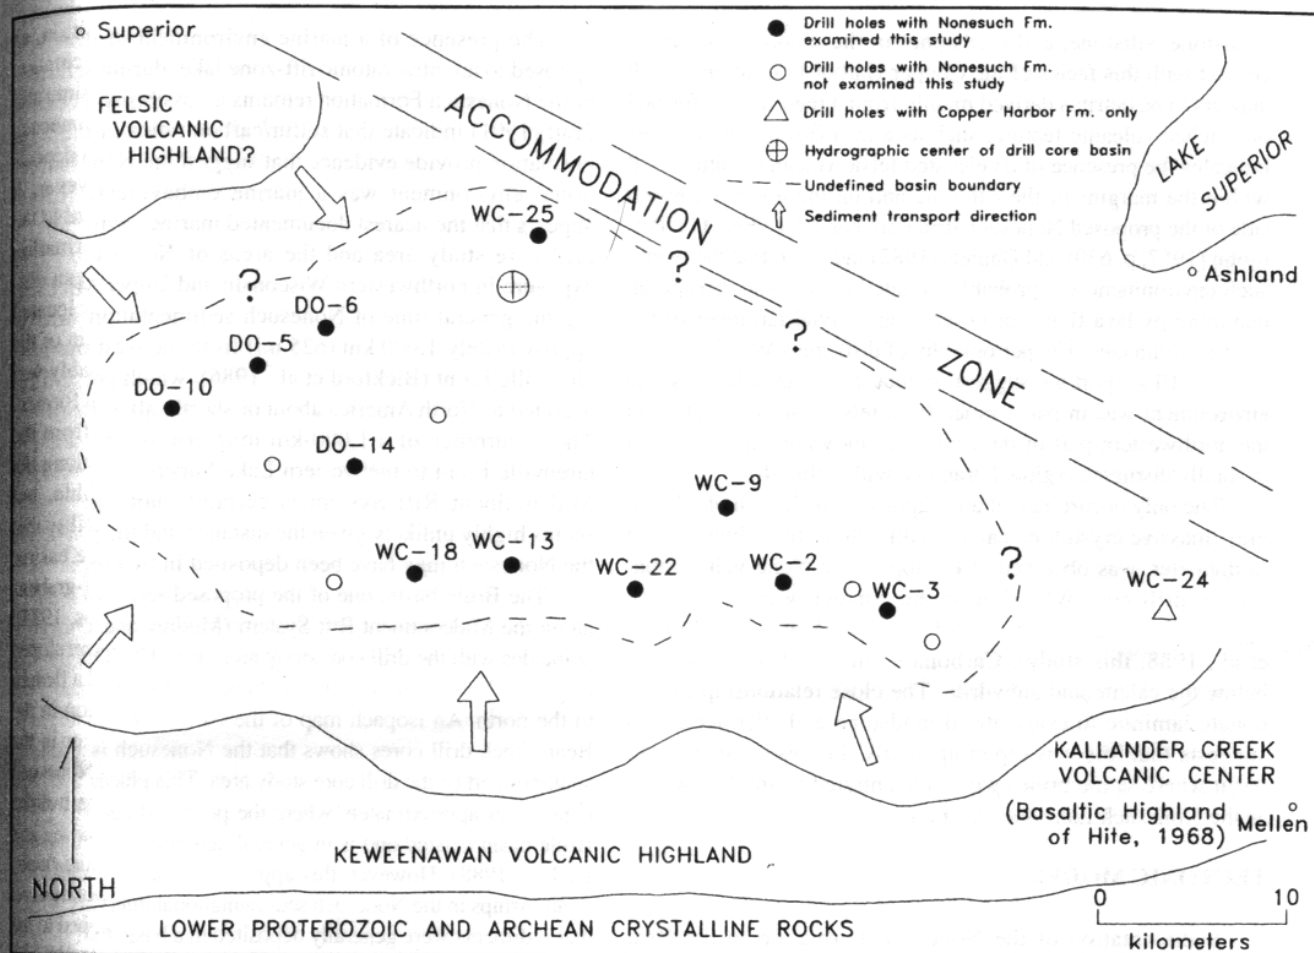 Superior
FELSIC
VOLCANIC
HIGHLAND?
Drill holes with Nonesuch Fm.
examined this study
Drill holes with Nonesuch Fm.
not examined this study
Drill holes with Copper Harbor Fm. only
Hydrographic center of drill core basin
Undefined basin boundary
Sediment transport direction
LAKE
SUPERIOR
Ashland
ACCOMMODATION
ZONE
WC-25
?
?
?
?
DO-6
DO-5
DO-10
DO-14
WC-9
WC-18
WC-13
WC-22
WC-2
WC-3
WC-24
KALLANDER CREEK
VOLCANIC CENTER
(Basaltic Highland
of Hite, 1968)
Mellen
KEWEENAWAN VOLCANIC HIGHLAND
NORTH
LOWER PROTEROZOIC AND ARCHEAN CRYSTALLINE ROCKS
0 10
kilometers